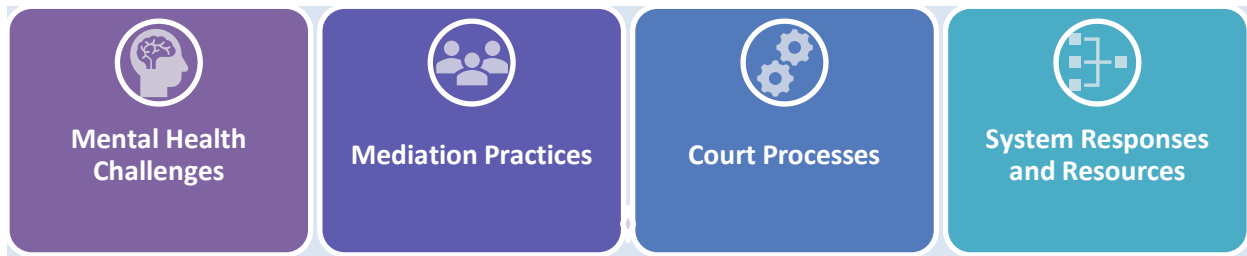 Mental Health
Challenges
Mediation Practices
Court Processes
System Responses
and Resources